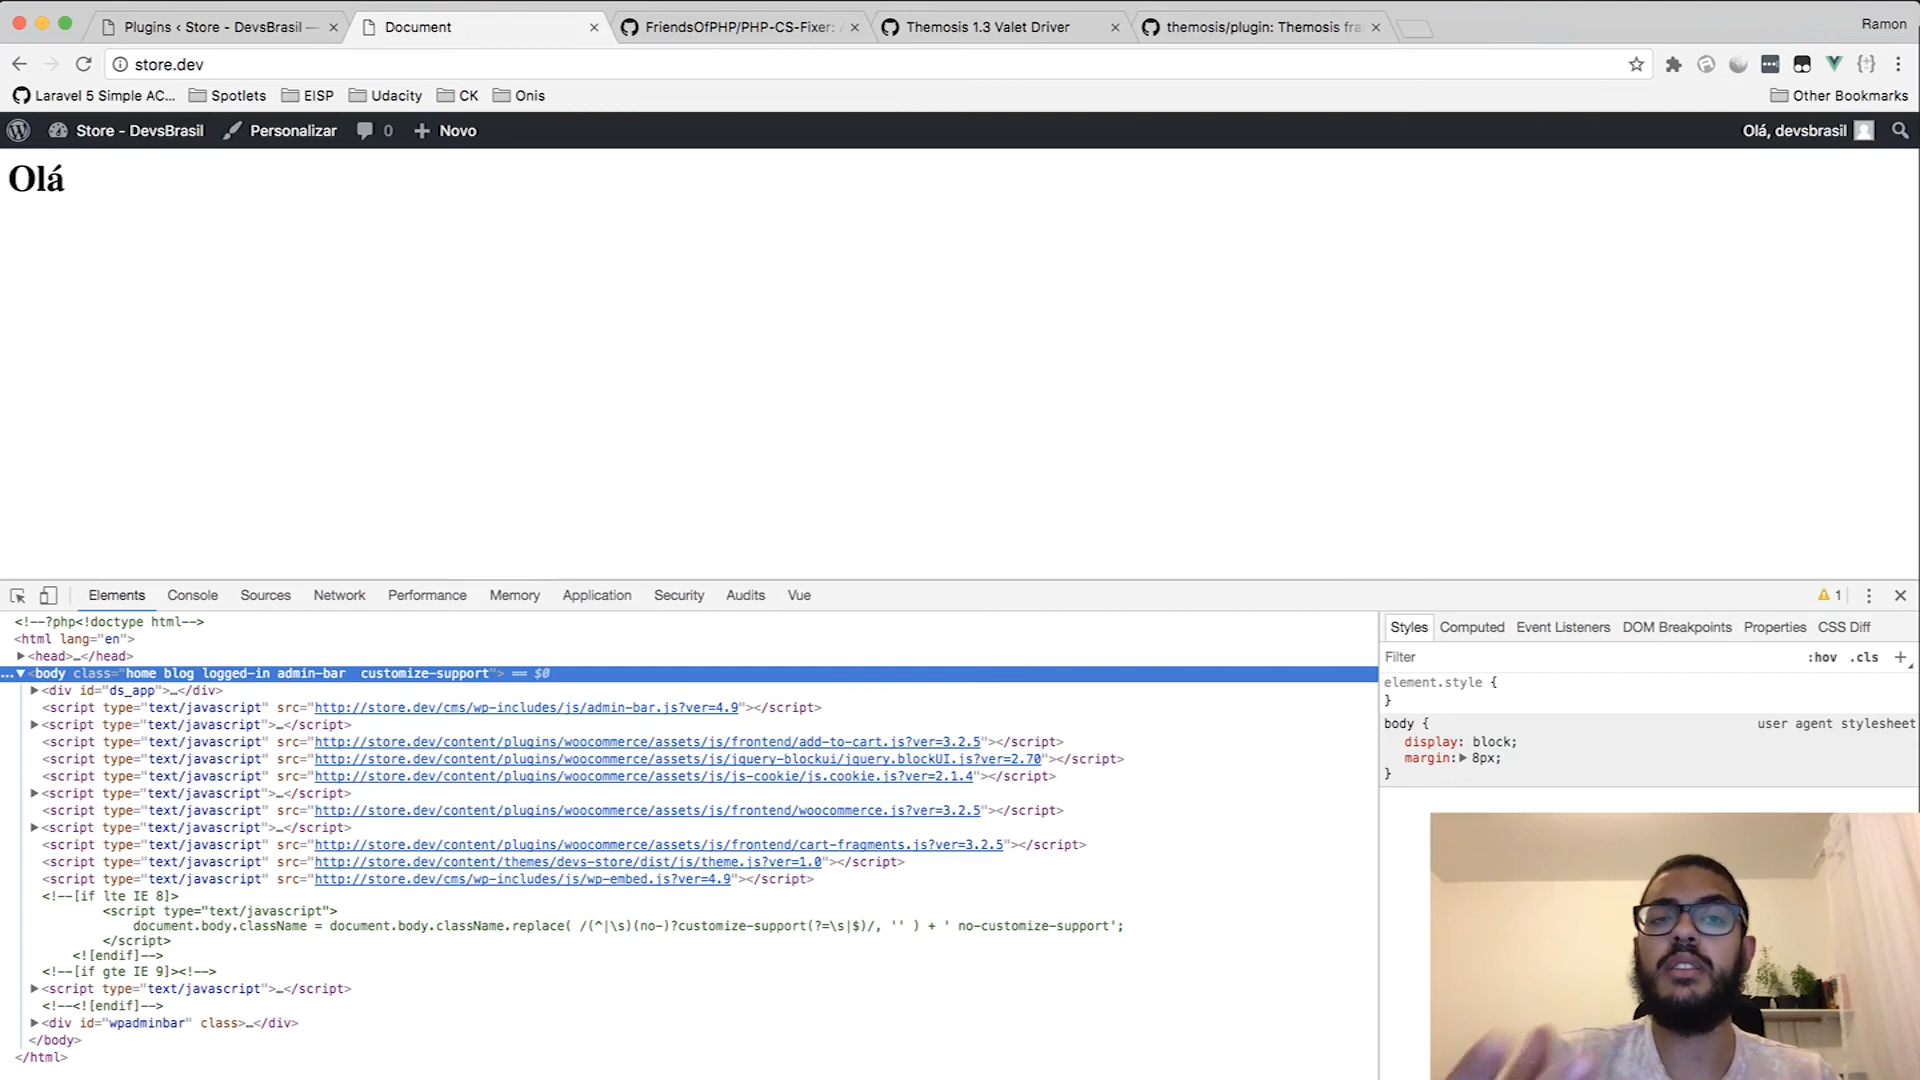 Plugins ‹ Store - DevsBrasil —
Document
FriendsOfPHP/PHP-CS-Fixer:
Themosis 1.3 Valet Driver
themosis/plugin: Themosis fra
Ramon
store.dev
Laravel 5 Simple AC...
Spotlets
EISP
Udacity
CK
Onis
Other Bookmarks
Store - DevsBrasil
Personalizar
0
Novo
Olá, devsbrasil
Olá
Elements
Console
Sources
Network
Performance
Memory
Application
Security
Audits
Vue
1
<!--?php<!doctype html-->
<html lang="en">
<head>…</head>
...<body class="home blog logged-in admin-bar  customize-support"> == $0
<div id="ds_app">…</div>
<script type="text/javascript" src="http://store.dev/cms/wp-includes/js/admin-bar.js?ver=4.9"></script>
<script type="text/javascript">…</script>
<script type="text/javascript" src="http://store.dev/content/plugins/woocommerce/assets/js/frontend/add-to-cart.js?ver=3.2.5"></script>
<script type="text/javascript" src="http://store.dev/content/plugins/woocommerce/assets/js/jquery-blockui/jquery.blockUI.js?ver=2.70"></script>
<script type="text/javascript" src="http://store.dev/content/plugins/woocommerce/assets/js/js-cookie/js.cookie.js?ver=2.1.4"></script>
<script type="text/javascript">…</script>
<script type="text/javascript" src="http://store.dev/content/plugins/woocommerce/assets/js/frontend/woocommerce.js?ver=3.2.5"></script>
<script type="text/javascript">…</script>
<script type="text/javascript" src="http://store.dev/content/plugins/woocommerce/assets/js/frontend/cart-fragments.js?ver=3.2.5"></script>
<script type="text/javascript" src="http://store.dev/content/themes/devs-store/dist/js/theme.js?ver=1.0"></script>
<script type="text/javascript" src="http://store.dev/cms/wp-includes/js/wp-embed.js?ver=4.9"></script>
<!--[if lte IE 8]>
<script type="text/javascript">
document.body.className = document.body.className.replace( /(^|\s)(no-)?customize-support(?=\s|$)/, '' ) + ' no-customize-support';
</script>
<![endif]-->
<!--[if gte IE 9]><!-->
<script type="text/javascript">…</script>
<!--<![endif]-->
<div id="wpadminbar" class>…</div>
</body>
</html>
Styles
Computed
Event Listeners
DOM Breakpoints
Properties
CSS Diff
Filter
:hov
.cls
+
element.style {
}
body {
user agent stylesheet
display: block;
margin: 8px;
}